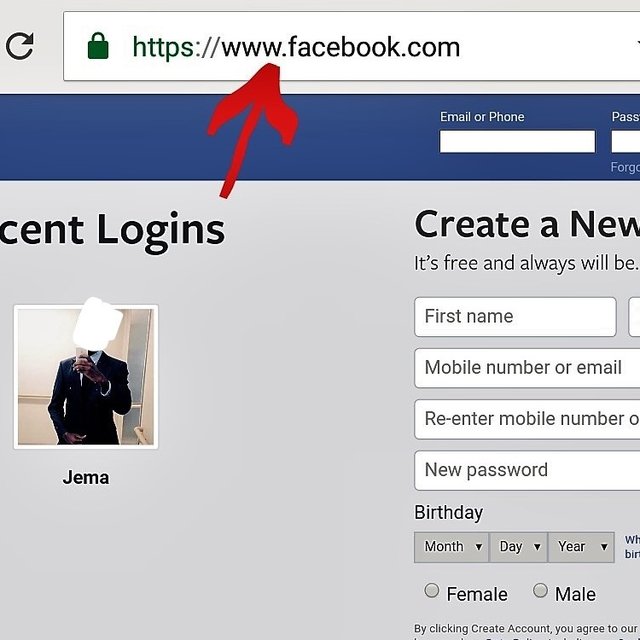 https://www.facebook.com
Email or Phone
Pass
Forgo
cent Logins
Create a New
It's free and always will be.
First name
Mobile number or email
Re-enter mobile number o
New password
Jema
Birthday
Month Day Year
Wh
birt
Female Male
By clicking Create Account, you agree to our